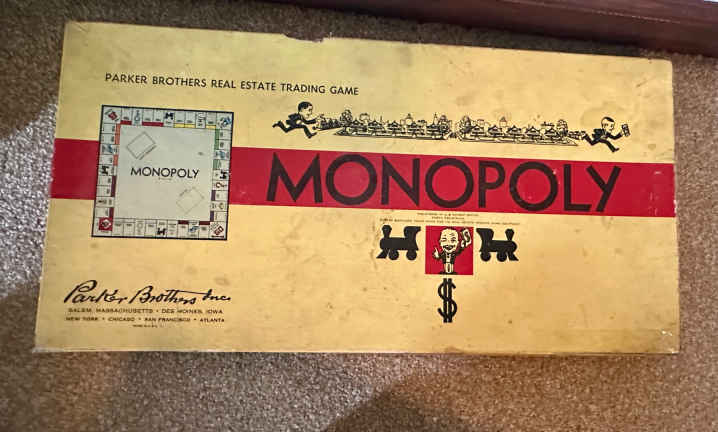 PARKER BROTHERS REAL ESTATE TRADING GAME
MONOPOLY
MONOPOLY
$
Parker Brothers Inc.
SALEM, MASSACHUSETTS • DES MOINES, IOWA
NEW YORK • CHICAGO • SAN FRANCISCO • ATLANTA